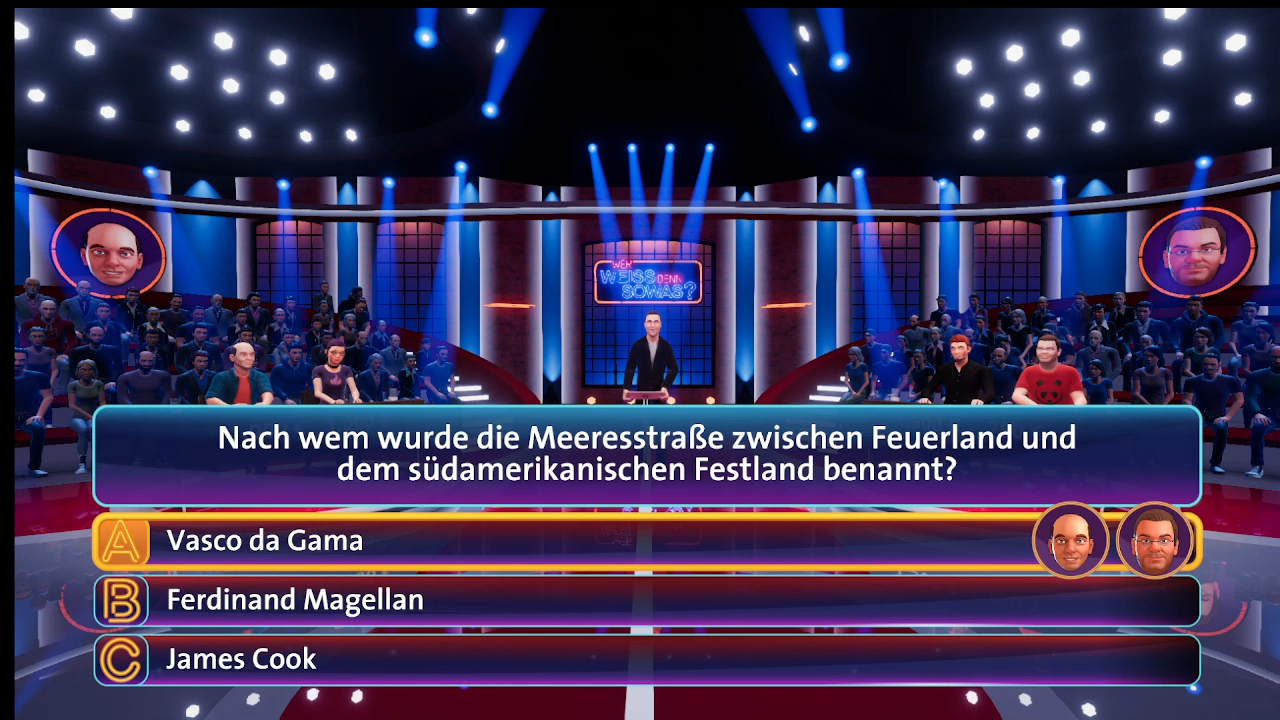 WER
WEISS DENN
SOWAS?
Nach wem wurde die Meeresstraße zwischen Feuerland und
dem südamerikanischen Festland benannt?
A Vasco da Gama
B Ferdinand Magellan
C James Cook